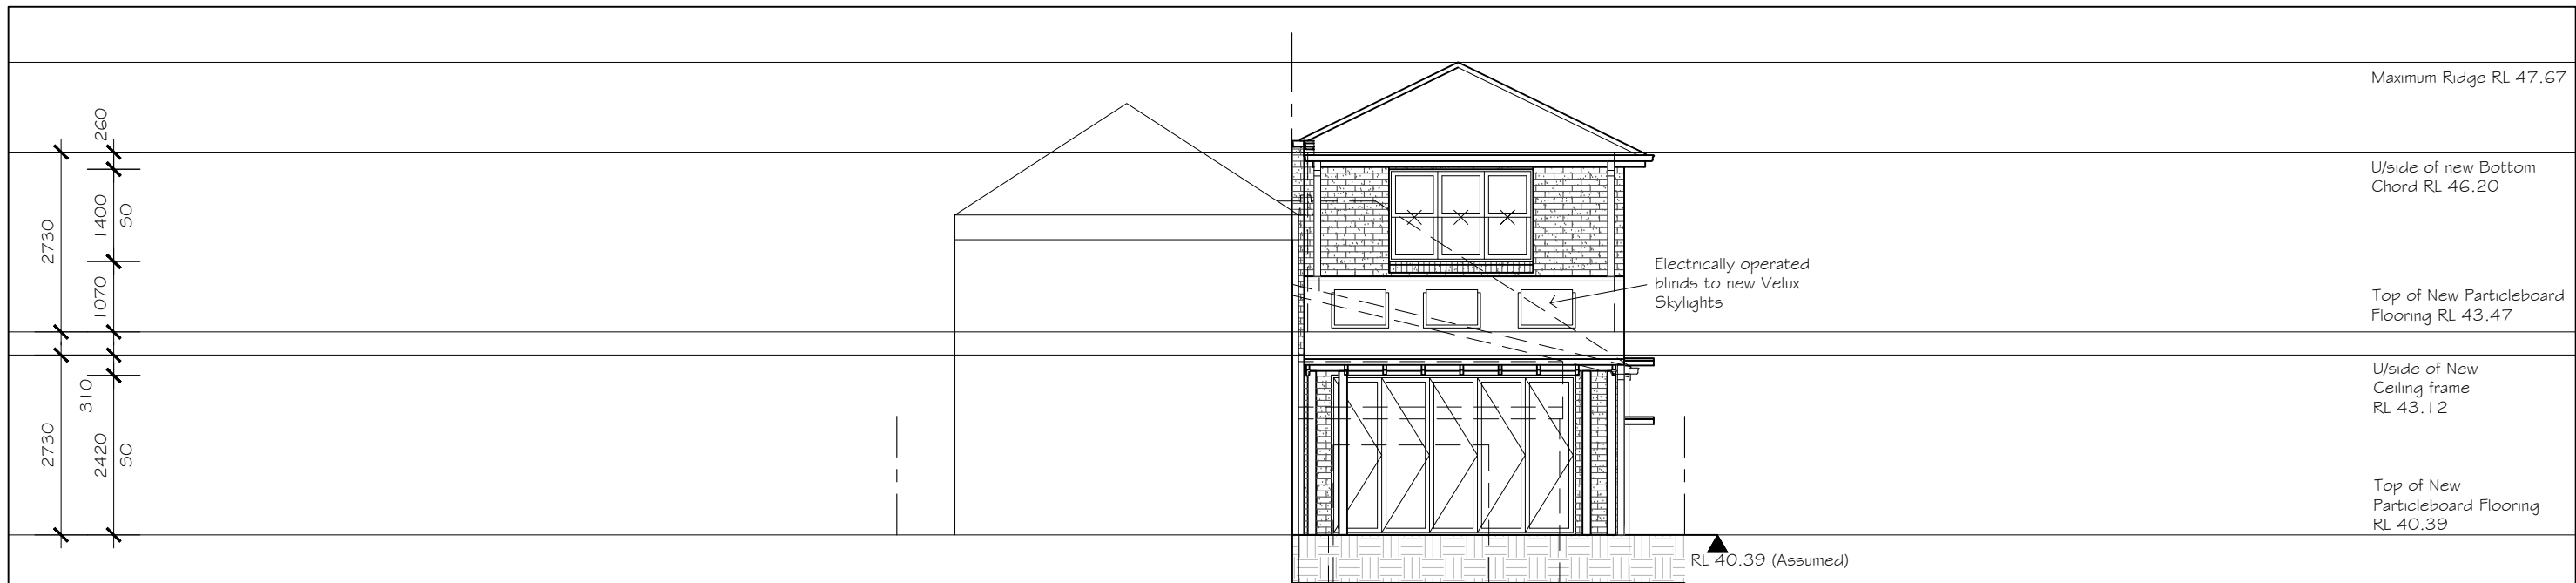 Maximum Ridge RL 47.67
U/side of new Bottom
Chord RL 46.20
Top of New Particleboard
Flooring RL 43.47
U/side of New
Ceiling frame
RL 43.12
Top of New
Particleboard Flooring
RL 40.39
Electrically operated
blinds to new Velux
Skylights
RL 40.39 (Assumed)
260
1400
50
2730
1070
310
2730
2420
50